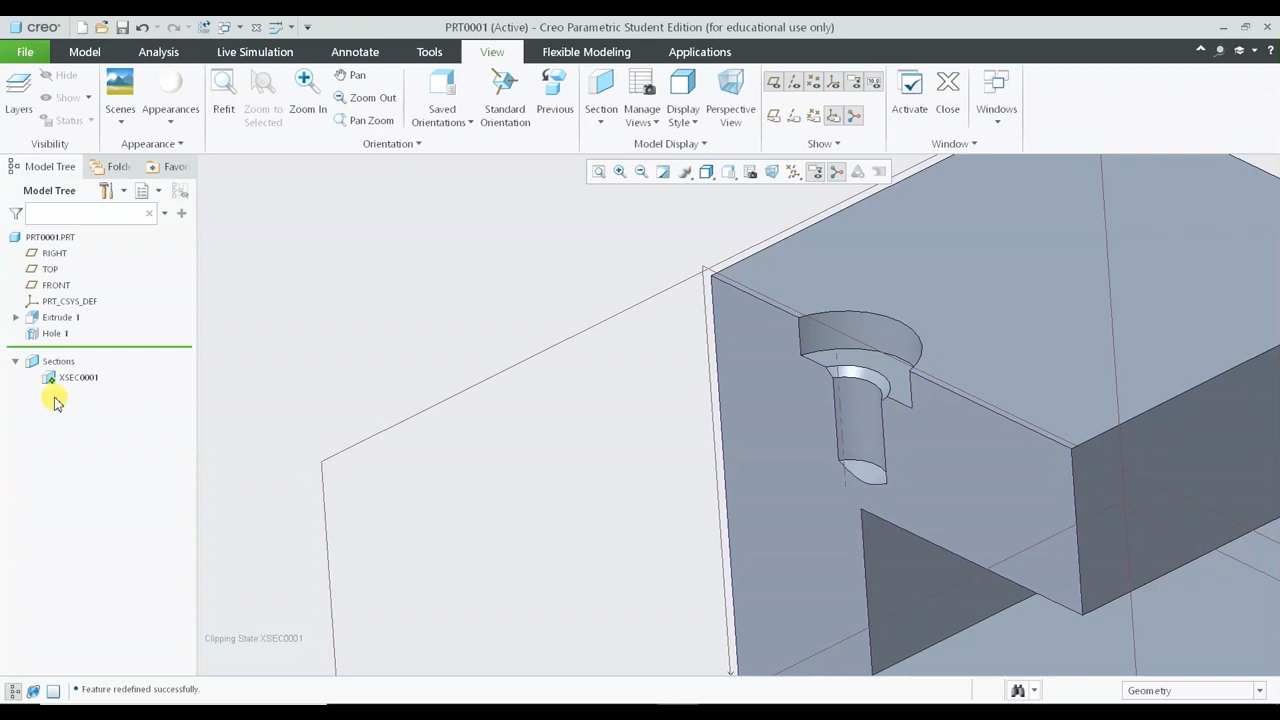 creo
PRT0001 (Active) - Creo Parametric Student Edition (for educational use only)
File Model Analysis Live Simulation Annotate Tools View Flexible Modeling Applications
Layers
Hide
Show
Status
Visibility
Scenes
Appearances
Appearance
Refit
Zoom to Selected
Zoom In
Pan
Zoom Out
Pan Zoom
Saved Orientations
Standard Orientation
Previous
Orientation
Section
Manage Views
Display Style
Perspective View
Model Display
Show
Activate
Close
Windows
Window
Model Tree
Fold
Favor
Model Tree
PRT0001.PRT
RIGHT
TOP
FRONT
PRT_CSYS_DEF
Extrude 1
Hole 1
Sections
XSEC0001
Clipping State:XSEC0001
• Feature redefined successfully.
Geometry